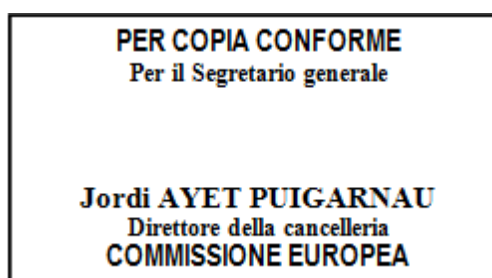 PER COPIA CONFORME
Per il Segretario generale
Jordi AYET PUIGARNAU
Direttore della cancelleria
COMMISSIONE EUROPEA